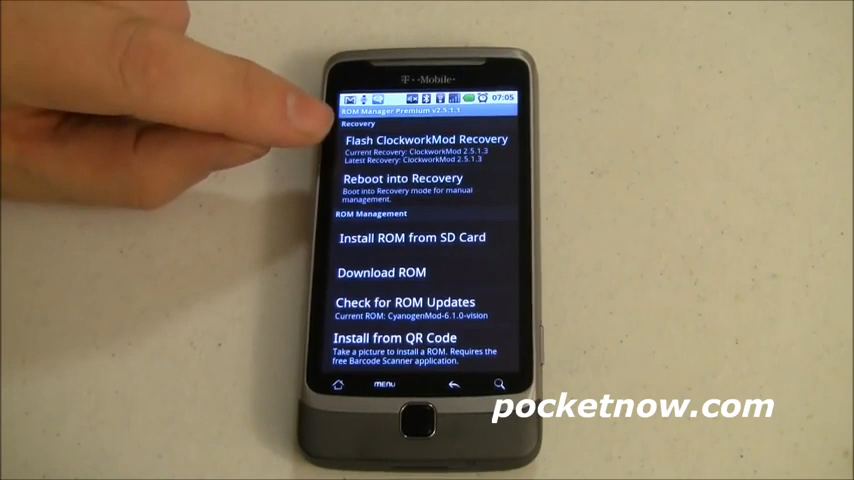 T··Mobile·
07:05
ROM Manager Premium v2.5.1.1
Recovery
Flash ClockworkMod Recovery
Current Recovery: ClockworkMod 2.5.1.3
Latest Recovery: ClockworkMod 2.5.1.3
Reboot into Recovery
Boot into Recovery mode for manual
management.
ROM Management
Install ROM from SD Card
Download ROM
Check for ROM Updates
Current ROM: CyanogenMod-6.1.0-vision
Install from QR Code
Take a picture to install a ROM. Requires the
free Barcode Scanner application.
MENU
pocketnow.com